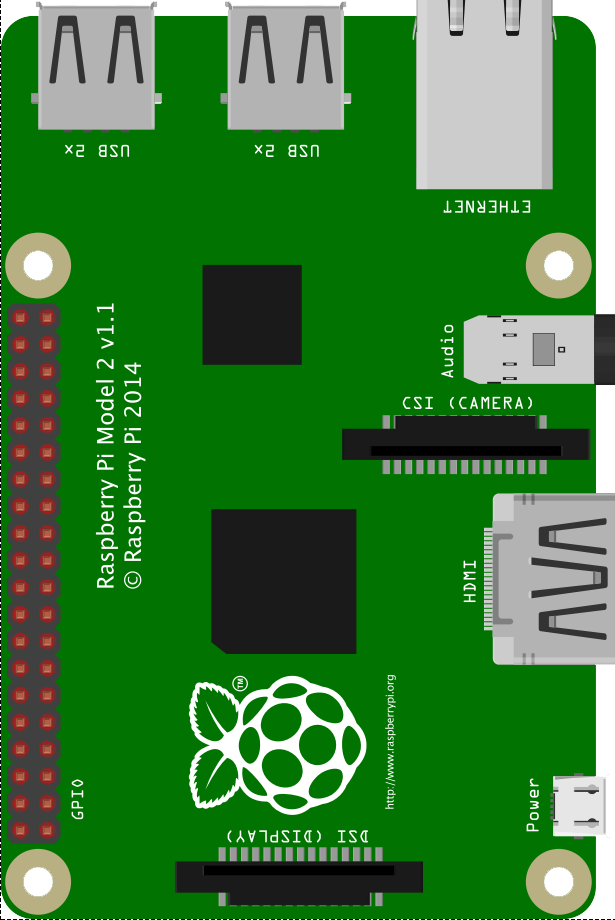 USB 2x
USB 2x
ETHERNET
Audio
CSI (CAMERA)
Raspberry Pi Model 2 v1.1
© Raspberry Pi 2014
HDMI
TM
http://www.raspberrypi.org
GPIO
Power
DSI (DISPLAY)